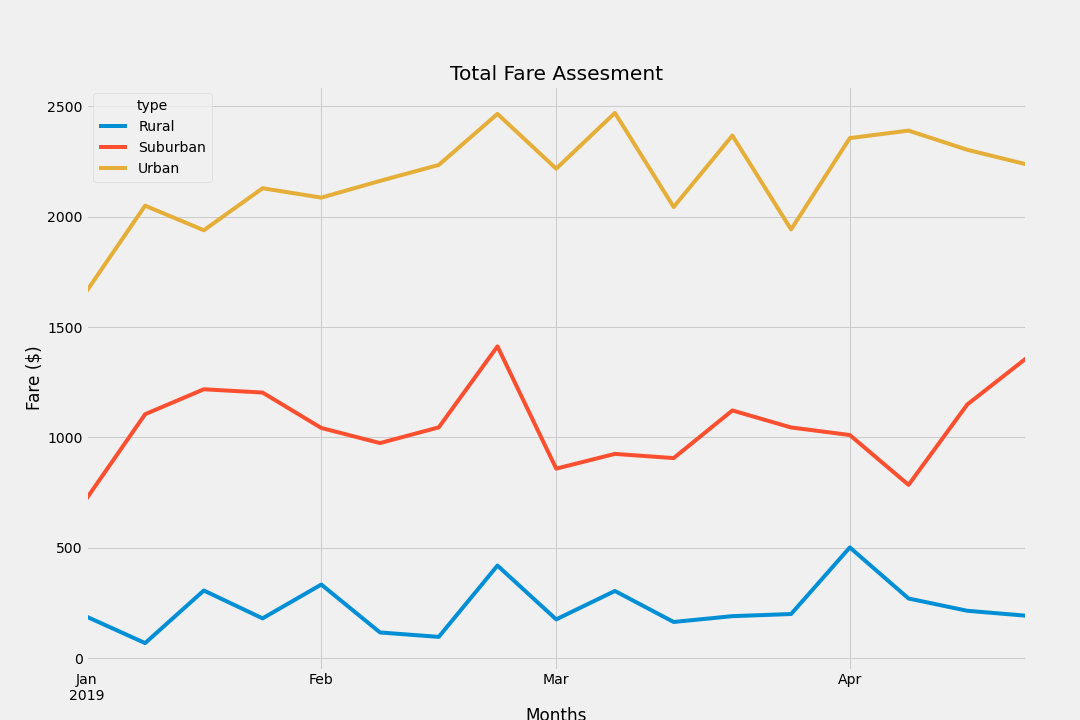 Total Fare Assesment
type
Rural
Suburban
Urban
2500
2000
1500
1000
500
0
Fare ($)
Jan Feb Mar Apr
2019
Months